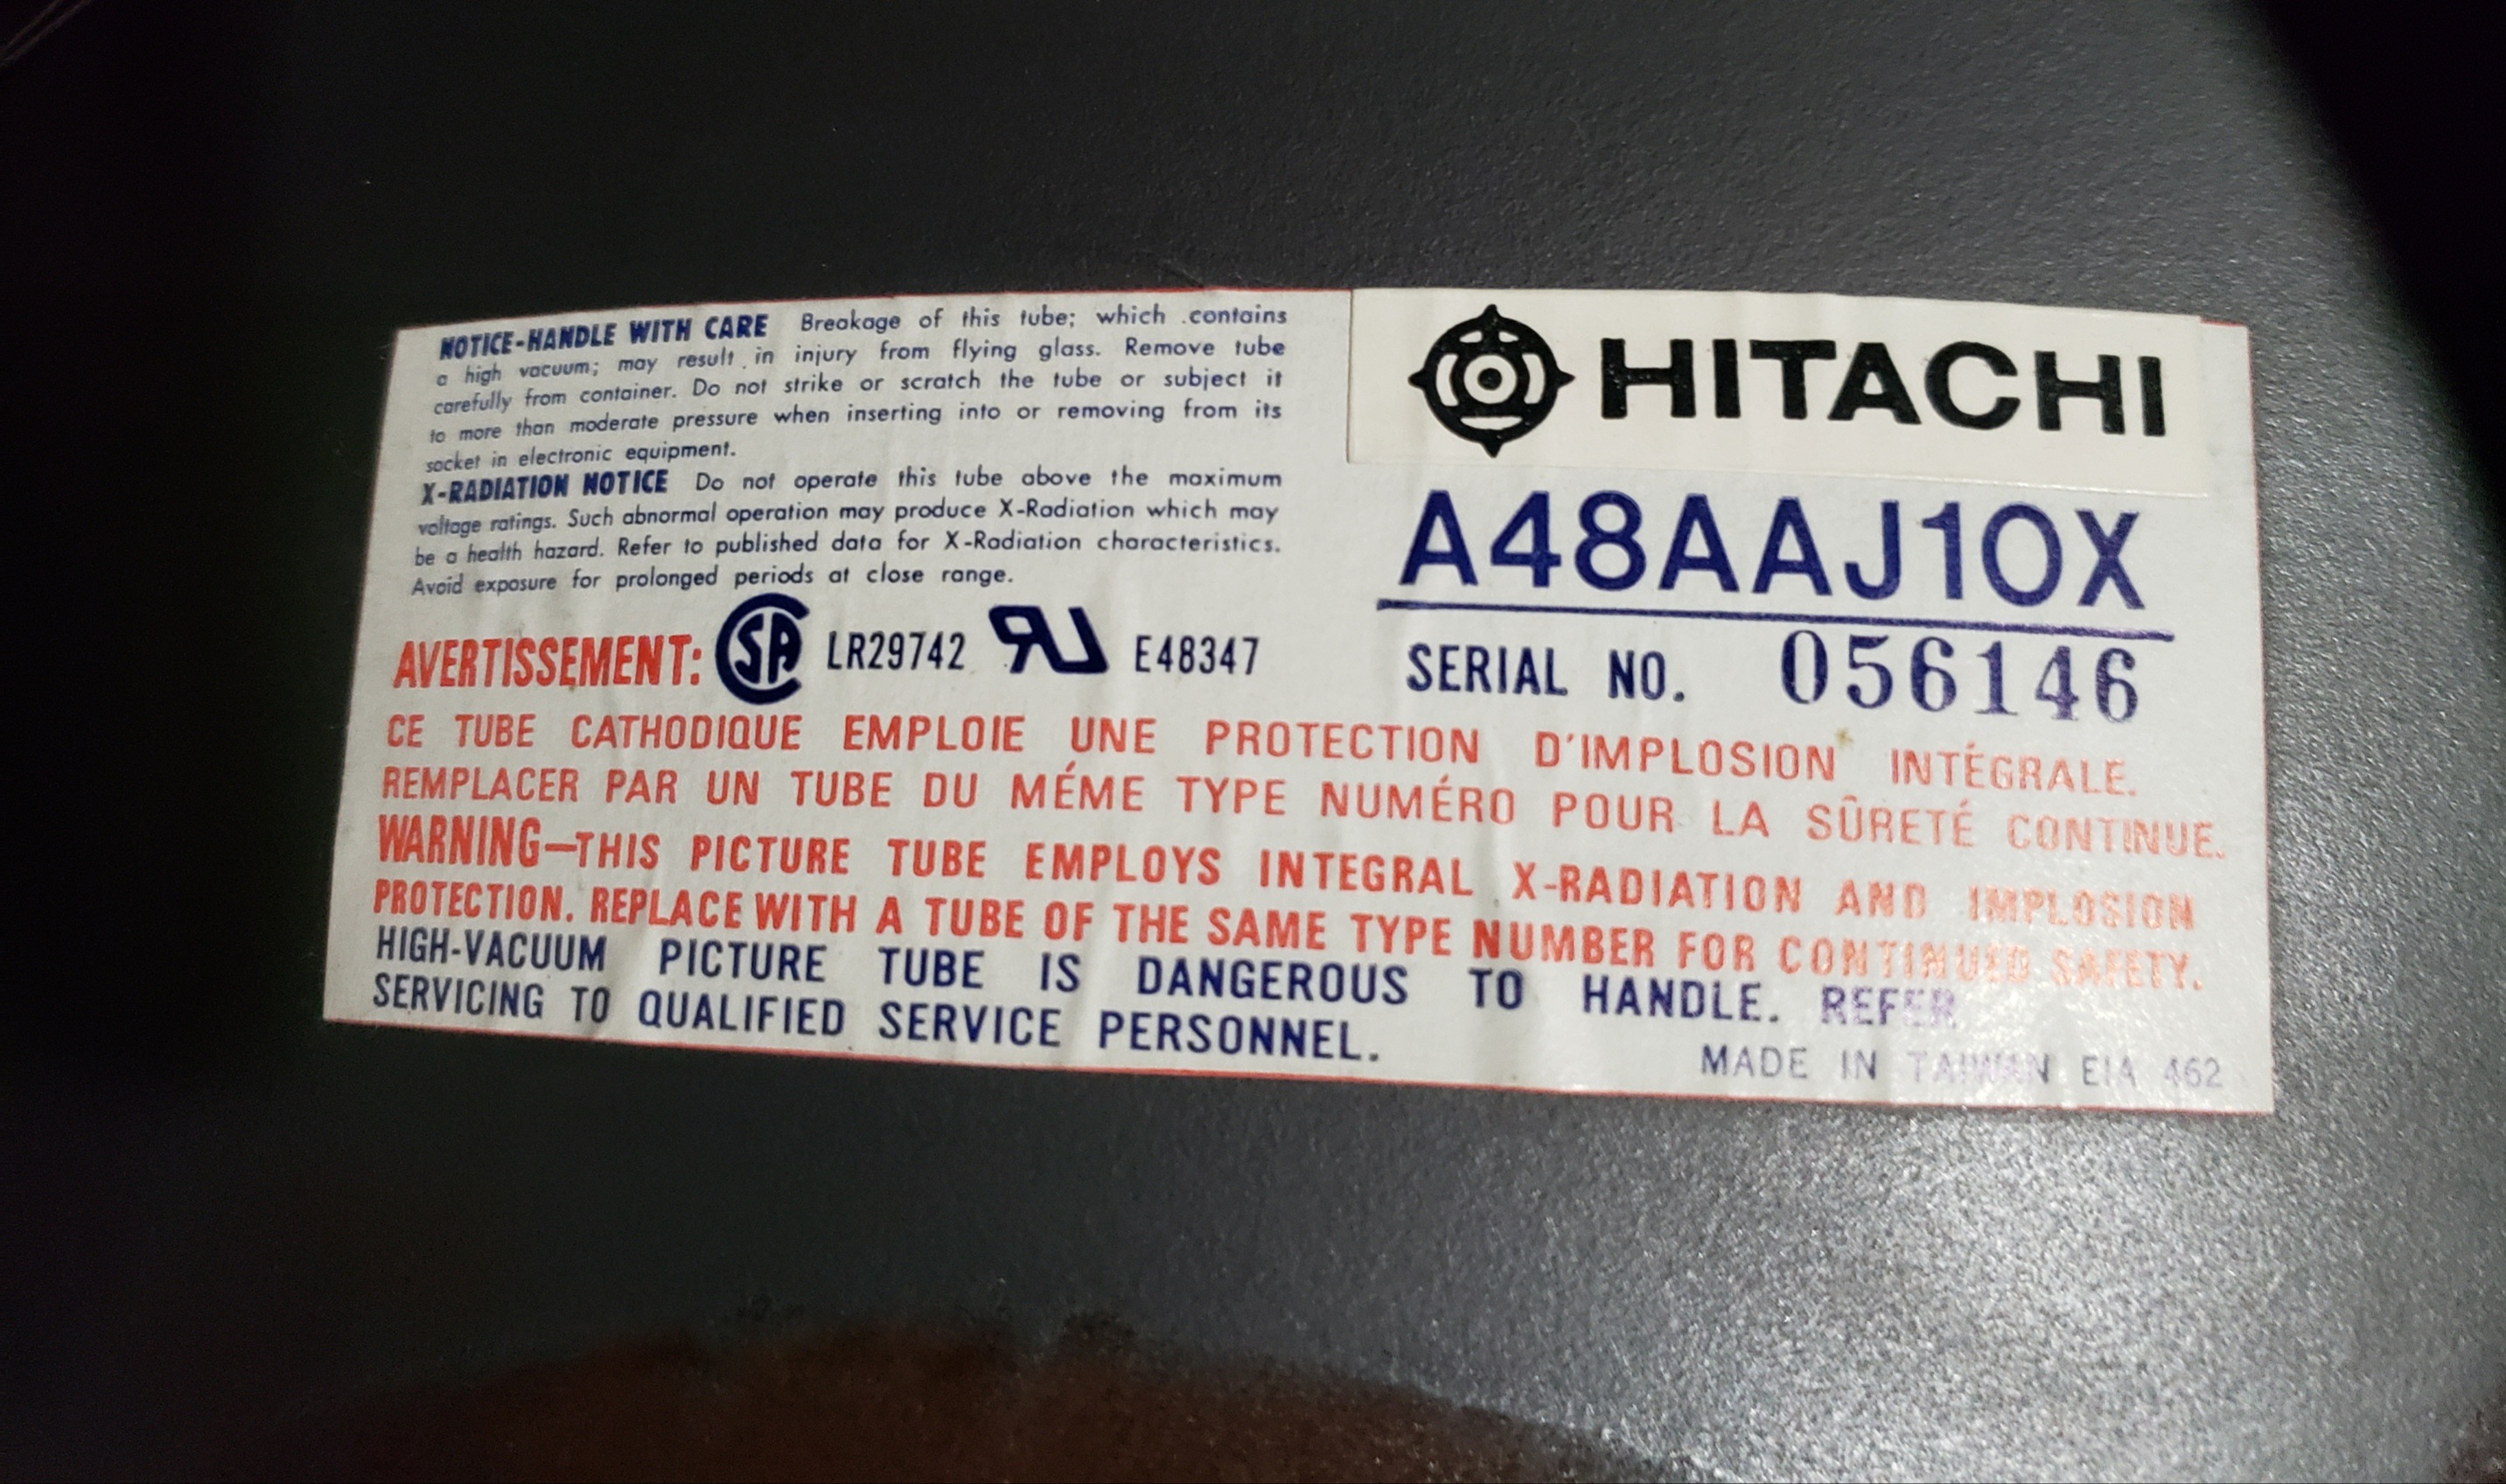 NOTICE-HANDLE WITH CARE Breakage of this tube; which contains
a high vacuum; may result in injury from flying glass. Remove tube
carefully from container. Do not strike or scratch the tube or subject it
to more than moderate pressure when inserting into or removing from its
socket in electronic equipment.
X-RADIATION NOTICE Do not operate this tube above the maximum
voltage ratings. Such abnormal operation may produce X-Radiation which may
be a health hazard. Refer to published data for X-Radiation characteristics.
Avoid exposure for prolonged periods at close range.
HITACHI
A48AAJ10X
SERIAL NO. 056146
AVERTISSEMENT: SA LR29742 RU E48347
CE TUBE CATHODIQUE EMPLOIE UNE PROTECTION D'IMPLOSION INTÉGRALE.
REMPLACER PAR UN TUBE DU MÉME TYPE NUMÉRO POUR LA SÛRETÉ CONTINUE.
WARNING—THIS PICTURE TUBE EMPLOYS INTEGRAL X-RADIATION AND IMPLOSION
PROTECTION. REPLACE WITH A TUBE OF THE SAME TYPE NUMBER FOR CONTINUED SAFETY.
HIGH-VACUUM PICTURE TUBE IS DANGEROUS TO HANDLE. REFER
SERVICING TO QUALIFIED SERVICE PERSONNEL.
MADE IN TAIWAN EIA 462